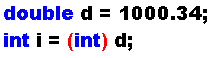 double d = 1000.34;
int i = (int) d;